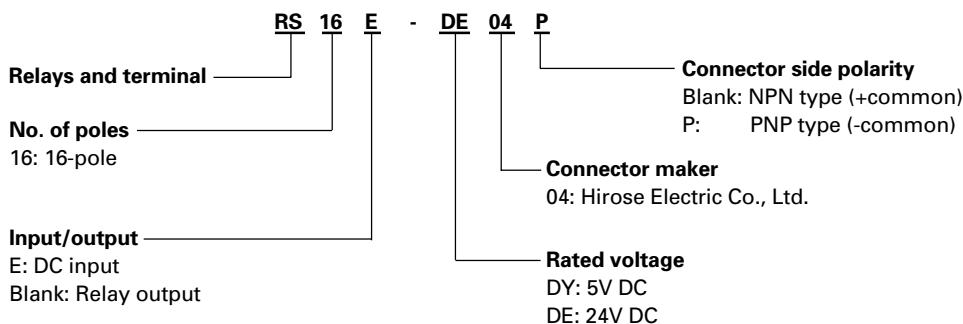 RS 16 E - DE 04 P
Relays and terminal
No. of poles
16: 16-pole
Input/output
E: DC input
Blank: Relay output
Connector side polarity
Blank: NPN type (+common)
P: PNP type (-common)
Connector maker
04: Hirose Electric Co., Ltd.
Rated voltage
DY: 5V DC
DE: 24V DC